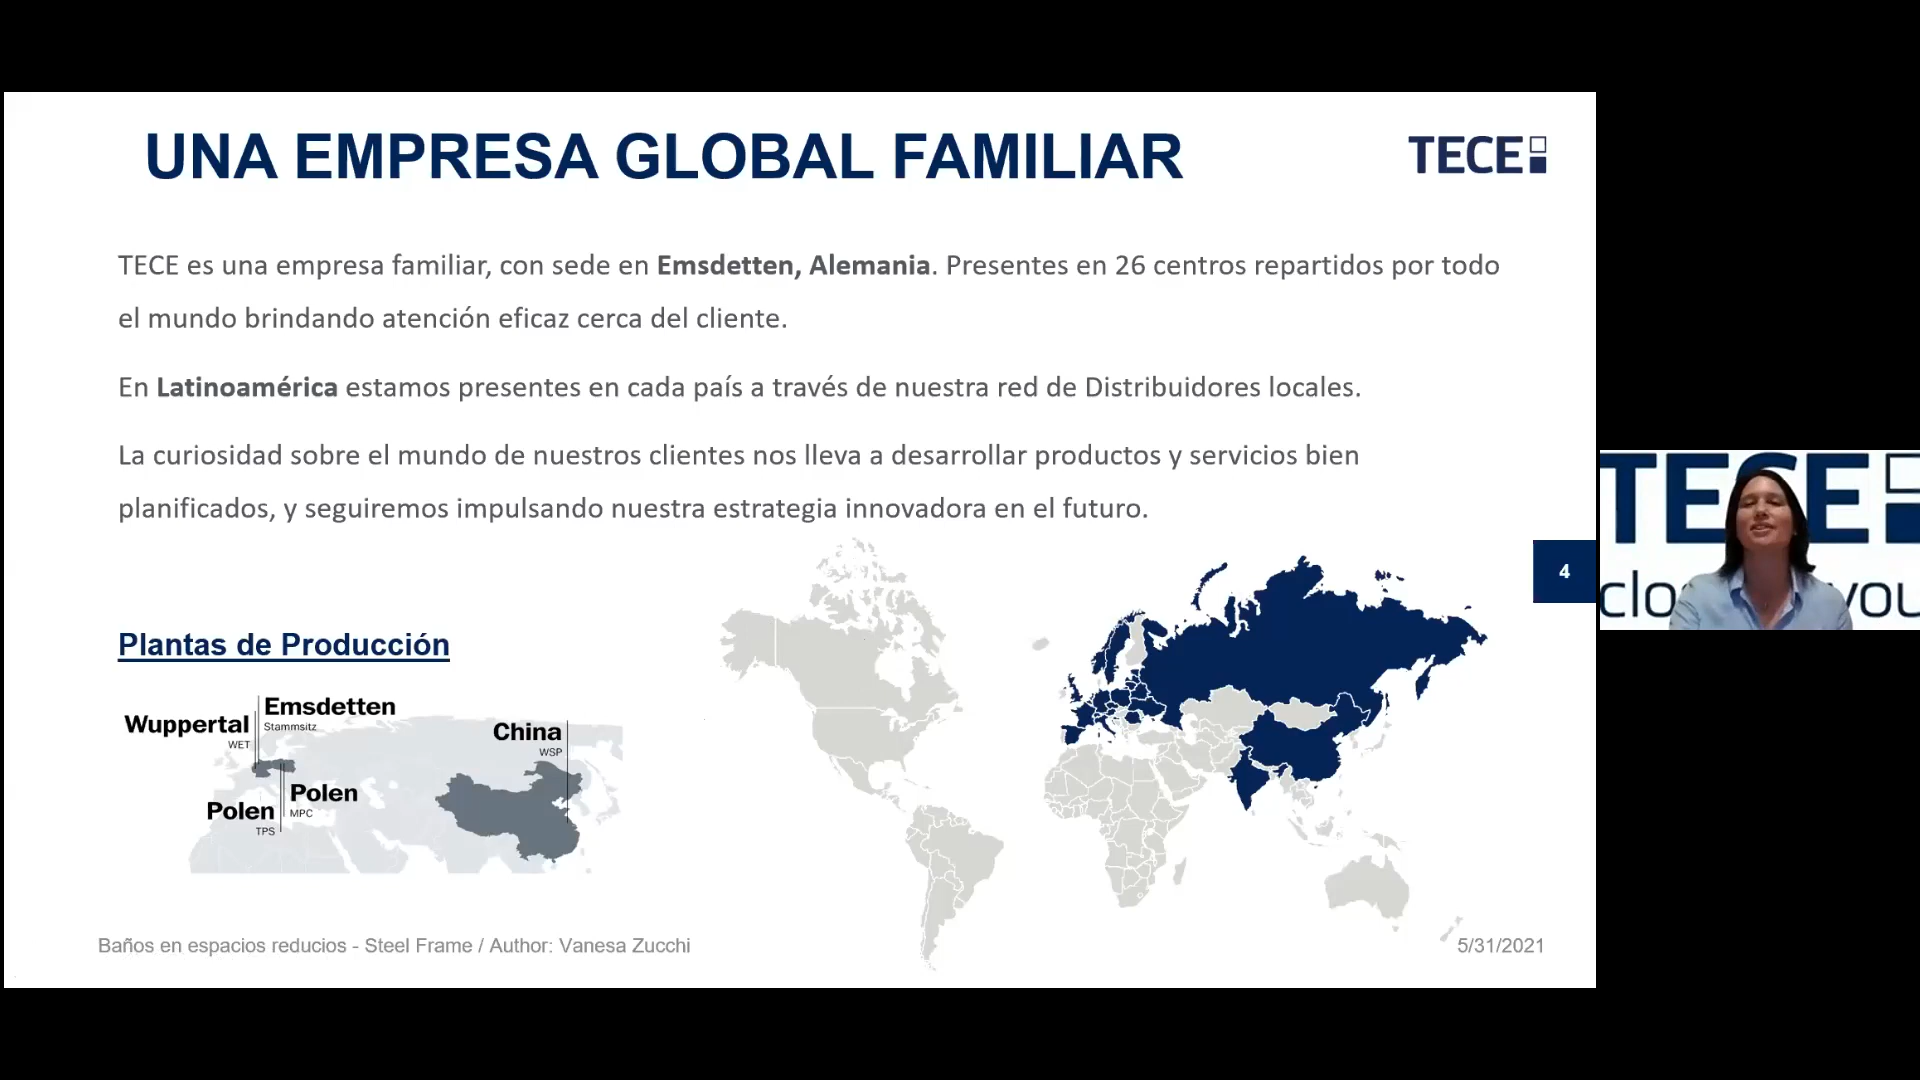 UNA EMPRESA GLOBAL FAMILIAR
TECE
TECE es una empresa familiar, con sede en Emsdetten, Alemania. Presentes en 26 centros repartidos por todo
el mundo brindando atención eficaz cerca del cliente.
En Latinoamérica estamos presentes en cada país a través de nuestra red de Distribuidores locales.
La curiosidad sobre el mundo de nuestros clientes nos lleva a desarrollar productos y servicios bien
planificados, y seguiremos impulsando nuestra estrategia innovadora en el futuro.
4
Plantas de Producción
Emsdetten
Stammsitz
Wuppertal
WET
China
WSP
Polen
MPC
Polen
TPS
Baños en espacios reducios - Steel Frame / Author: Vanesa Zucchi
5/31/2021
TECE
clo you